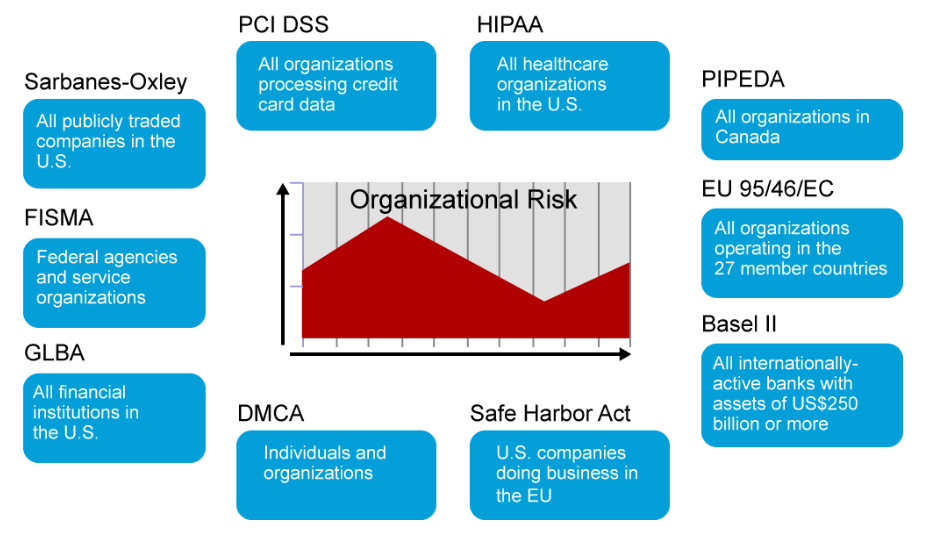 PCI DSS
All organizations
processing credit
card data
HIPAA
All healthcare
organizations
in the U.S.
Sarbanes-Oxley
All publicly traded
companies in the
U.S.
PIPEDA
All organizations in
Canada
Organizational Risk
FISMA
Federal agencies
and service
organizations
EU 95/46/EC
All organizations
operating in the
27 member countries
GLBA
All financial
institutions in
the U.S.
Basel II
All internationally-
active banks with
assets of US$250
billion or more
DMCA
Individuals and
organizations
Safe Harbor Act
U.S. companies
doing business in
the EU